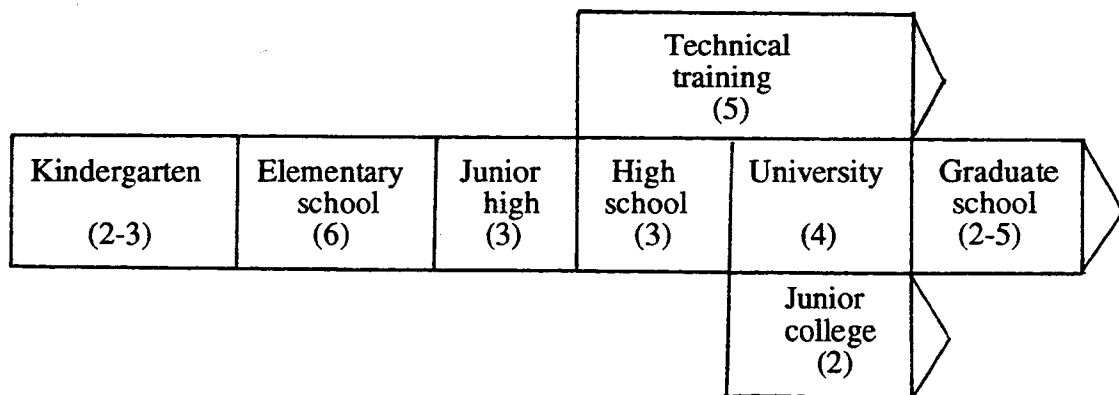 Technical
training
(5)
Kindergarten
(2-3)
Elementary
school
(6)
Junior
high
(3)
High
school
(3)
University
(4)
Graduate
school
(2-5)
Junior
college
(2)